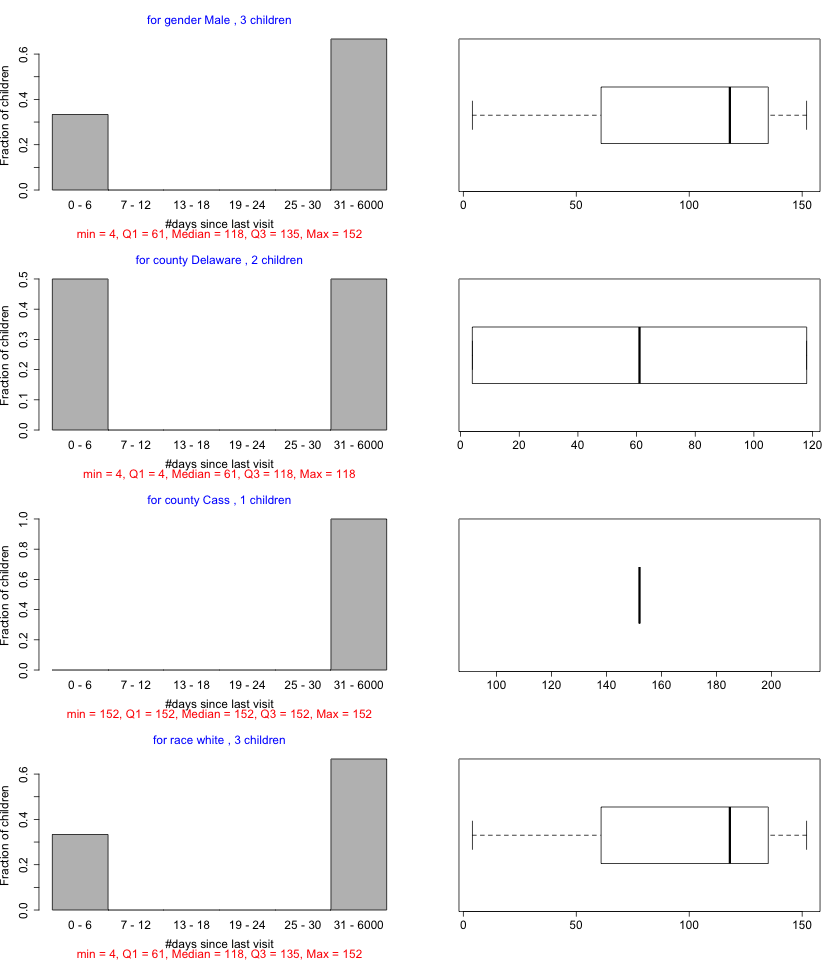 for gender Male , 3 children
Fraction of children
0.0 0.2 0.4 0.6
0 - 6 7 - 12 13 - 18 19 - 24 25 - 30 31 - 6000
#days since last visit
min = 4, Q1 = 61, Median = 118, Q3 = 135, Max = 152
0 50 100 150
for county Delaware , 2 children
Fraction of children
0.0 0.1 0.2 0.3 0.4 0.5
0 - 6 7 - 12 13 - 18 19 - 24 25 - 30 31 - 6000
#days since last visit
min = 4, Q1 = 4, Median = 61, Q3 = 118, Max = 118
0 20 40 60 80 100 120
for county Cass , 1 children
Fraction of children
0.0 0.2 0.4 0.6 0.8 1.0
0 - 6 7 - 12 13 - 18 19 - 24 25 - 30 31 - 6000
#days since last visit
min = 152, Q1 = 152, Median = 152, Q3 = 152, Max = 152
100 120 140 160 180 200
for race white , 3 children
Fraction of children
0.0 0.2 0.4 0.6
0 - 6 7 - 12 13 - 18 19 - 24 25 - 30 31 - 6000
#days since last visit
min = 4, Q1 = 61, Median = 118, Q3 = 135, Max = 152
0 50 100 150